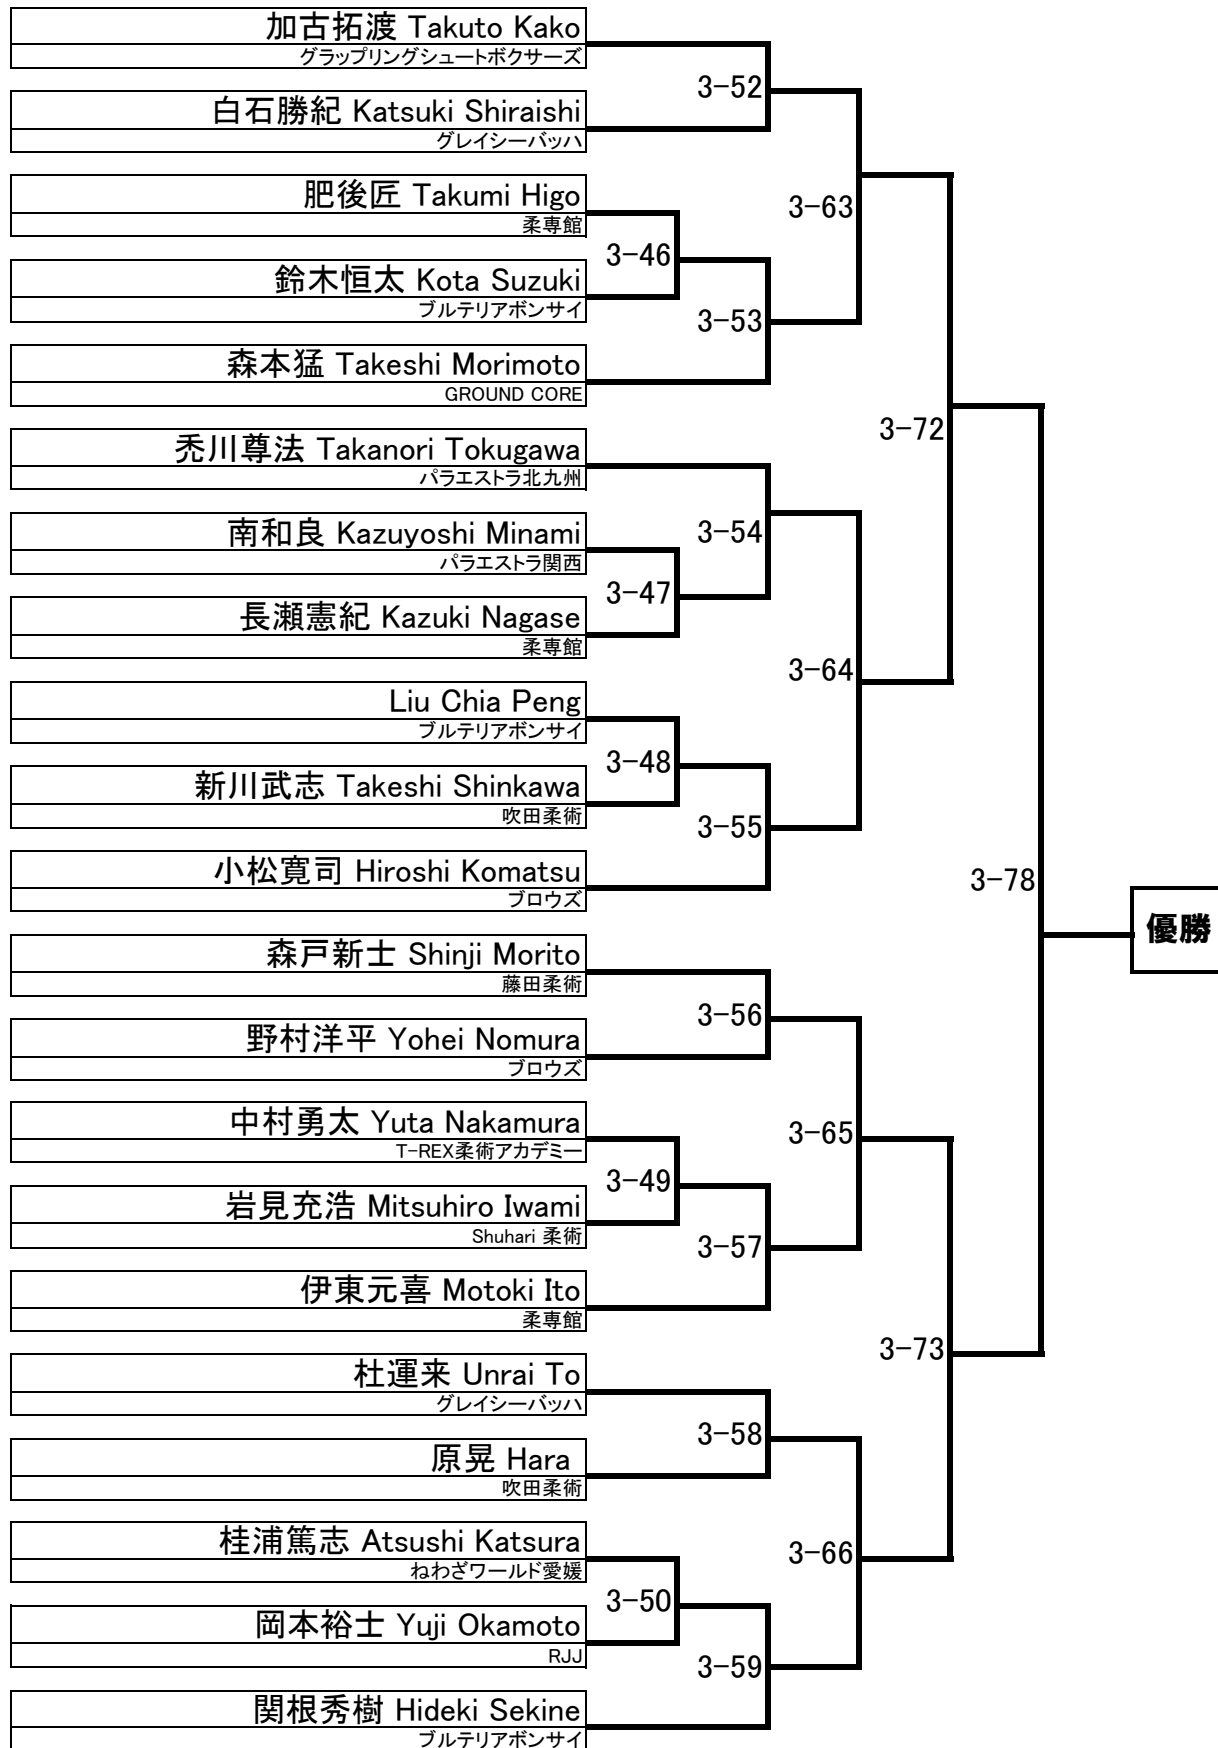 加古拓渡 Takuto Kako
グラップリングシュートボクサーズ
3-52
白石勝紀 Katsuki Shiraishi
グレイシーバッハ
肥後匠 Takumi Higo
柔専館
3-63
3-46
鈴木恒太 Kota Suzuki
ブルテリアボンサイ
3-53
森本猛 Takeshi Morimoto
GROUND CORE
3-72
禿川尊法 Takanori Tokugawa
パラエストラ北九州
南和良 Kazuyoshi Minami
パラエストラ関西
3-54
3-47
長瀬憲紀 Kazuki Nagase
柔専館
3-64
Liu Chia Peng
ブルテリアボンサイ
3-48
新川武志 Takeshi Shinkawa
吹田柔術
3-55
小松寛司 Hiroshi Komatsu
ブロウズ
3-78
優勝
森戸新士 Shinji Morito
藤田柔術
3-56
野村洋平 Yohei Nomura
ブロウズ
中村勇太 Yuta Nakamura
T-REX柔術アカデミー
3-65
3-49
岩見充浩 Mitsuhiro Iwami
Shuhari 柔術
3-57
伊東元喜 Motoki Ito
柔専館
3-73
杜運来 Unrai To
グレイシーバッハ
3-58
原晃 Hara
吹田柔術
桂浦篤志 Atsushi Katsura
ねわざワールド愛媛
3-66
3-50
岡本裕士 Yuji Okamoto
RJJ
3-59
関根秀樹 Hideki Sekine
ブルテリアボンサイ